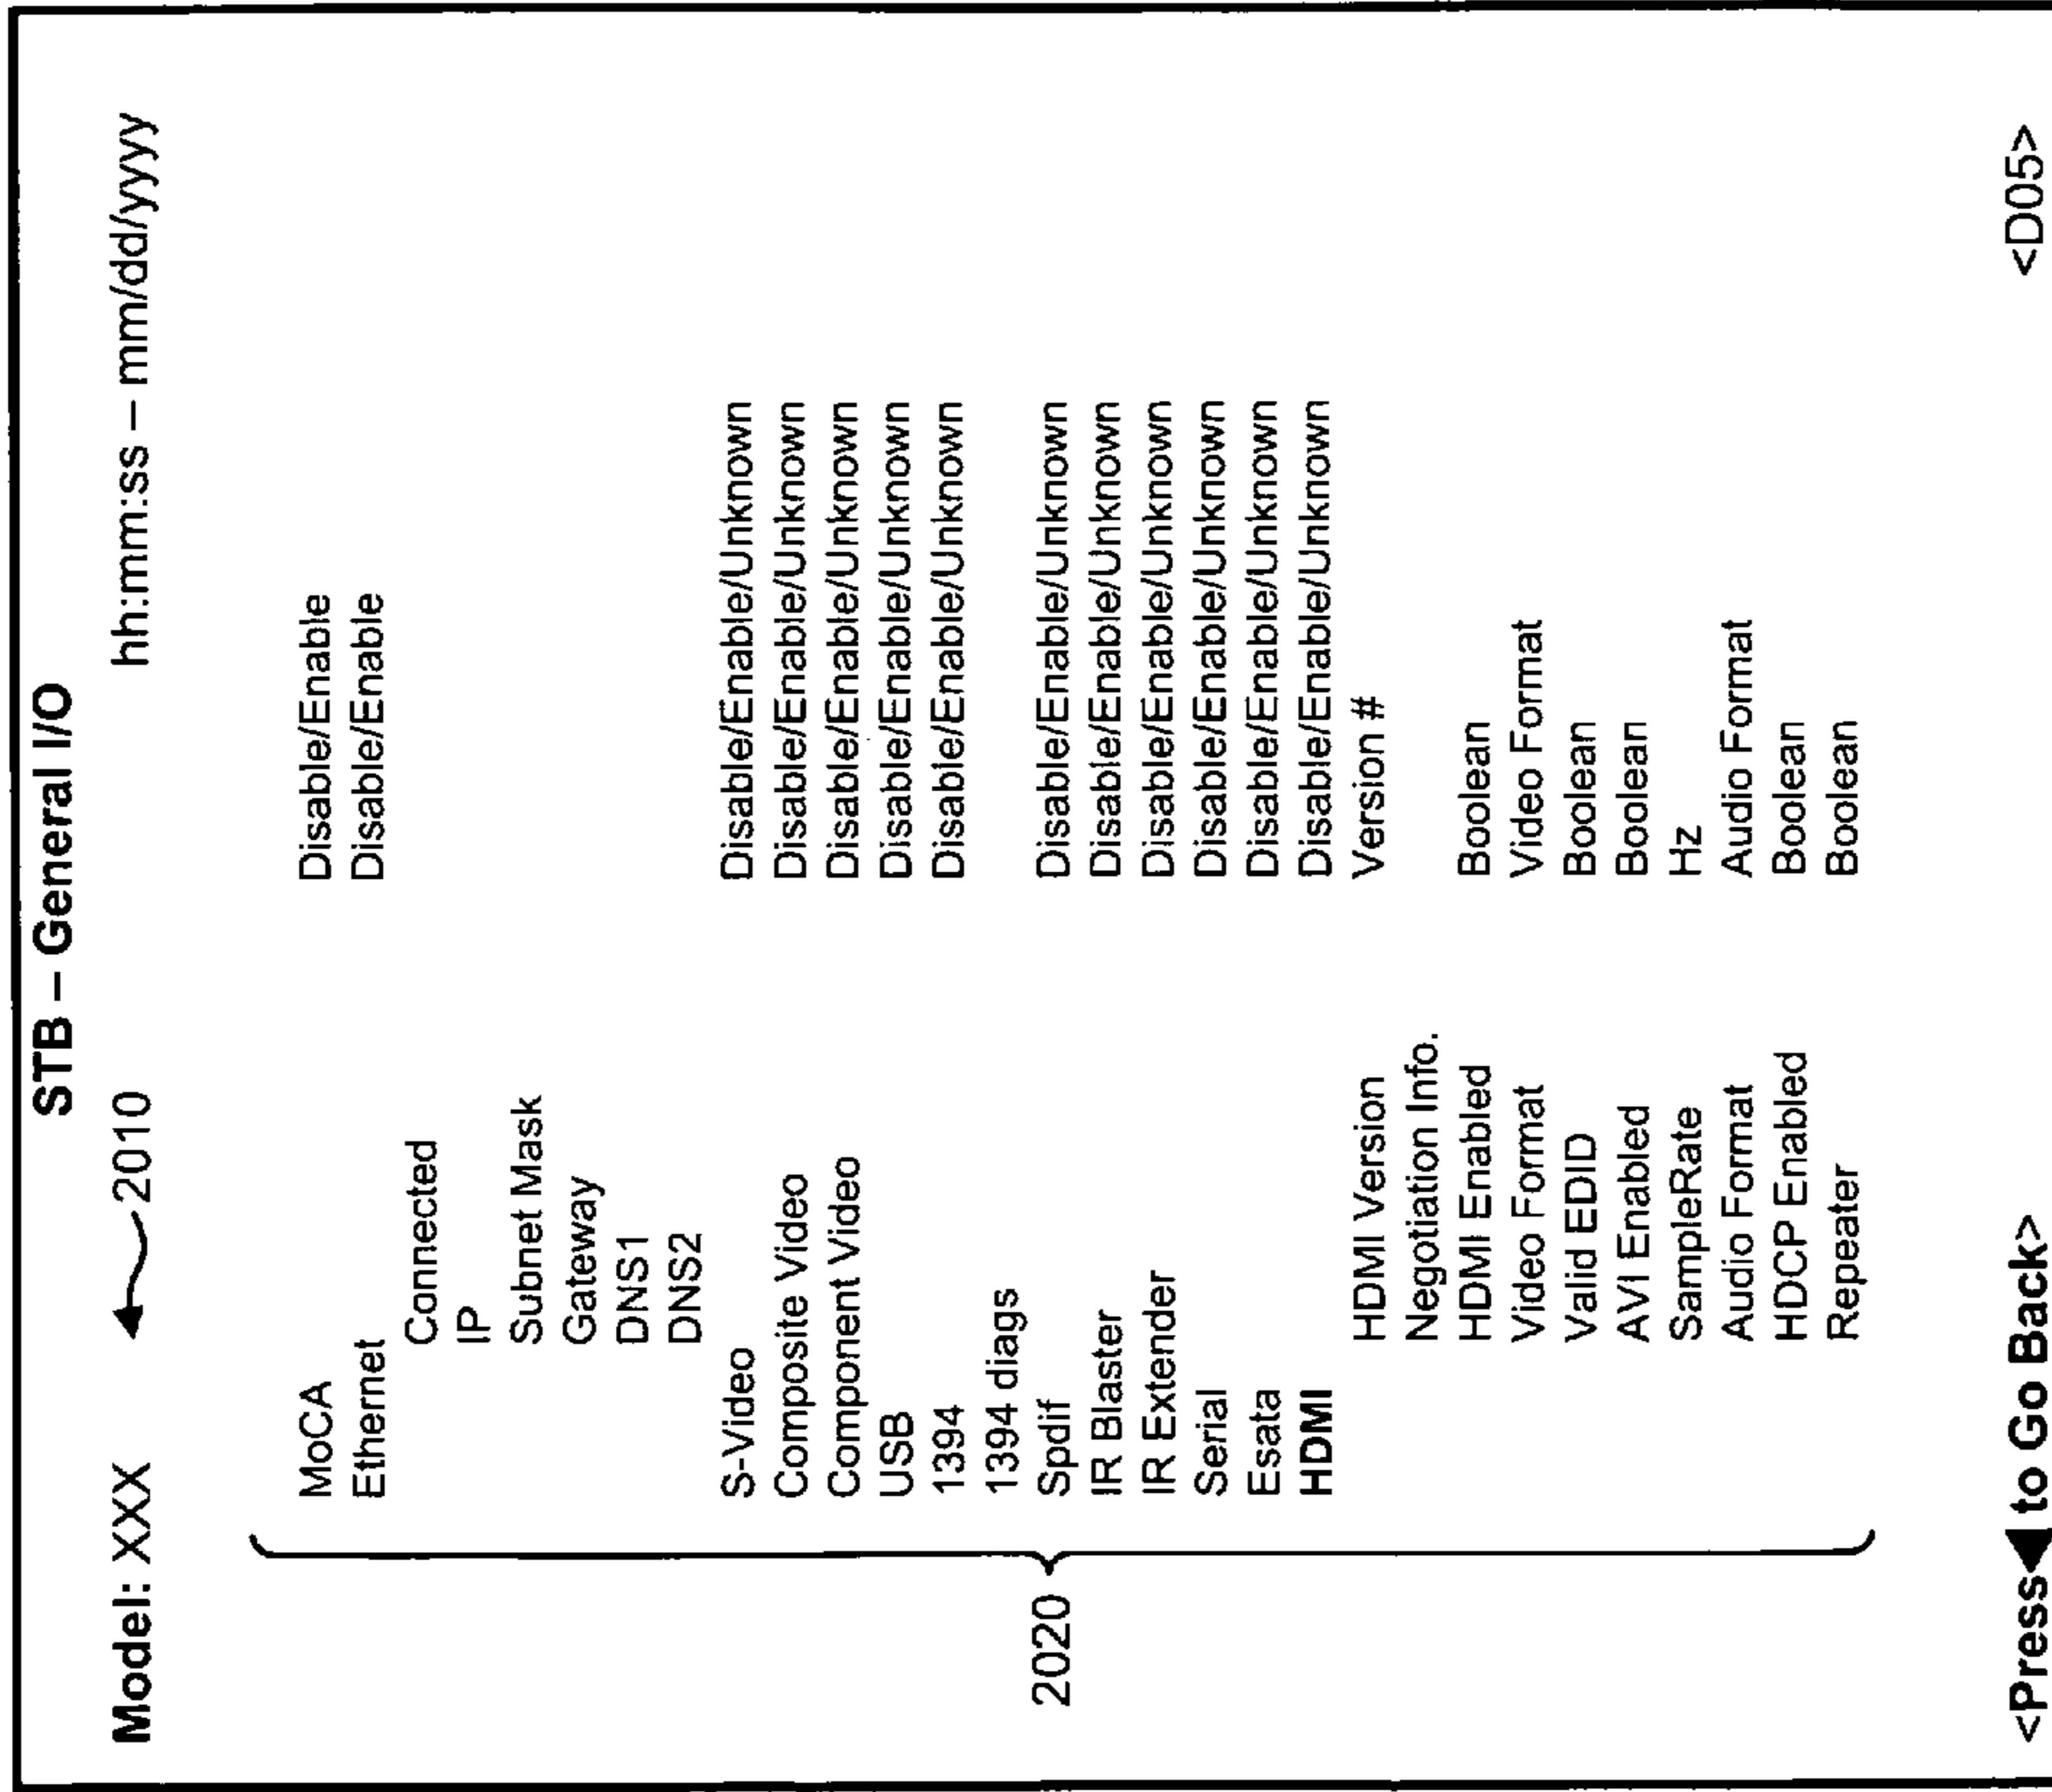 STB – General I/O
Model: XXX 2010 hh:mm:ss – mm/dd/yyyy
MoCA Disable/Enable
Ethernet Disable/Enable
Connected
IP
Subnet Mask
Gateway
DNS1
DNS2
S-Video Disable/Enable/Unknown
Composite Video Disable/Enable/Unknown
Component Video Disable/Enable/Unknown
USB Disable/Enable/Unknown
1394 Disable/Enable/Unknown
1394 diags
2020 Spdif Disable/Enable/Unknown
IR Blaster Disable/Enable/Unknown
IR Extender Disable/Enable/Unknown
Serial Disable/Enable/Unknown
Esata Disable/Enable/Unknown
HDMI Disable/Enable/Unknown
HDMI Version Version #
Negotiation Info.
HDMI Enabled Boolean
Video Format Video Format
Valid EDID Boolean
AVI Enabled Boolean
SampleRate Hz
Audio Format Audio Format
HDCP Enabled Boolean
Repeater Boolean
<Press◀to Go Back> <D05>